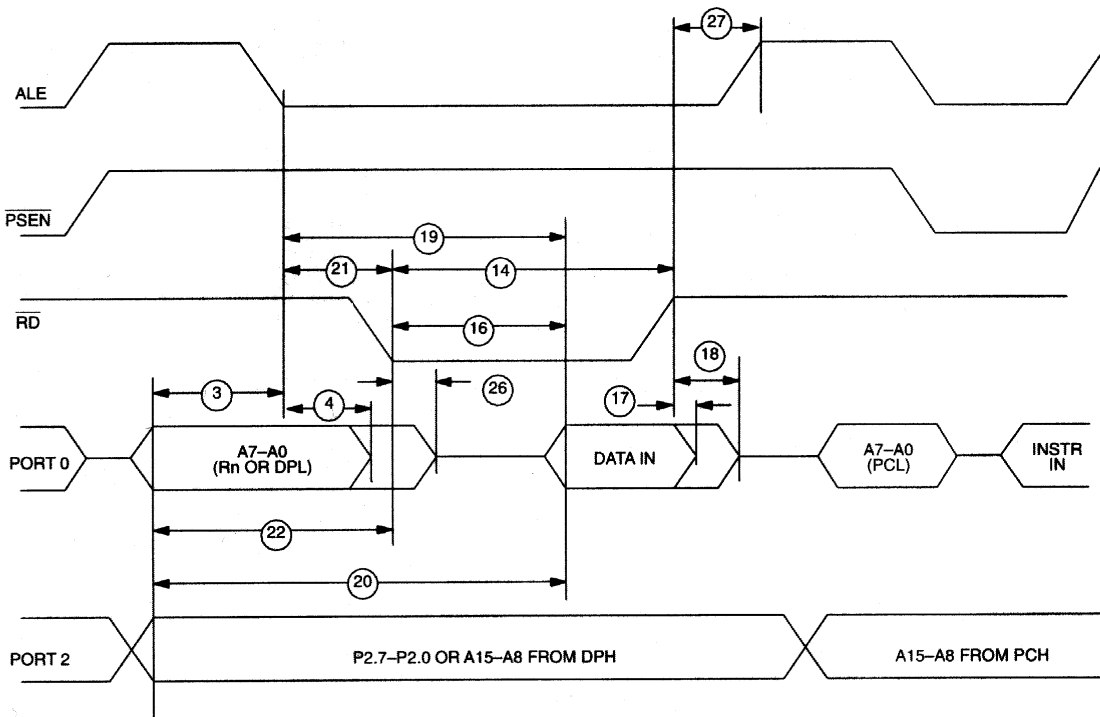 27
ALE
PSEN
19
21
14
RD
16
18
3
4
26
17
PORT 0
A7–A0
(Rn OR DPL)
DATA IN
A7–A0
(PCL)
INSTR
IN
22
20
PORT 2
P2.7–P2.0 OR A15–A8 FROM DPH
A15–A8 FROM PCH